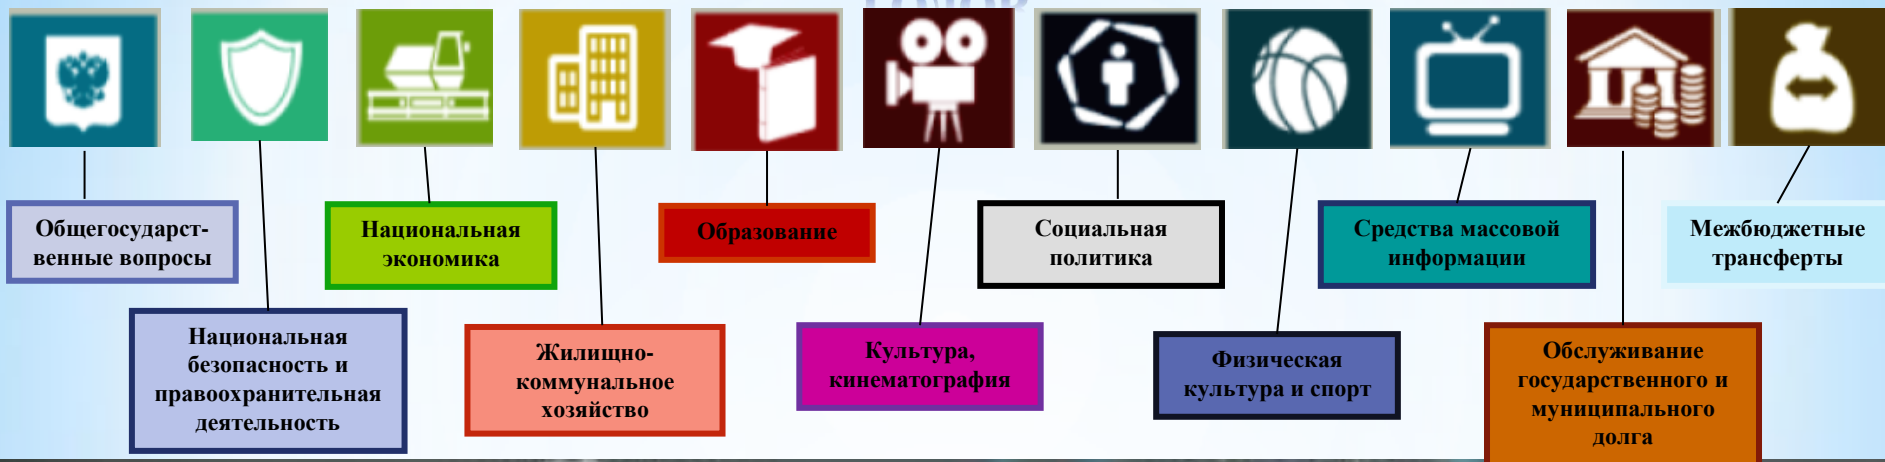 Общегосударст-
венные вопросы
Национальная
безопасность и
правоохранительная
деятельность
Национальная
экономика
Жилищно-
коммунальное
хозяйство
Образование
Культура,
кинематография
Социальная
политика
Физическая
культура и спорт
Средства массовой
информации
Обслуживание
государственного и
муниципального
долга
Межбюджетные
трансферты